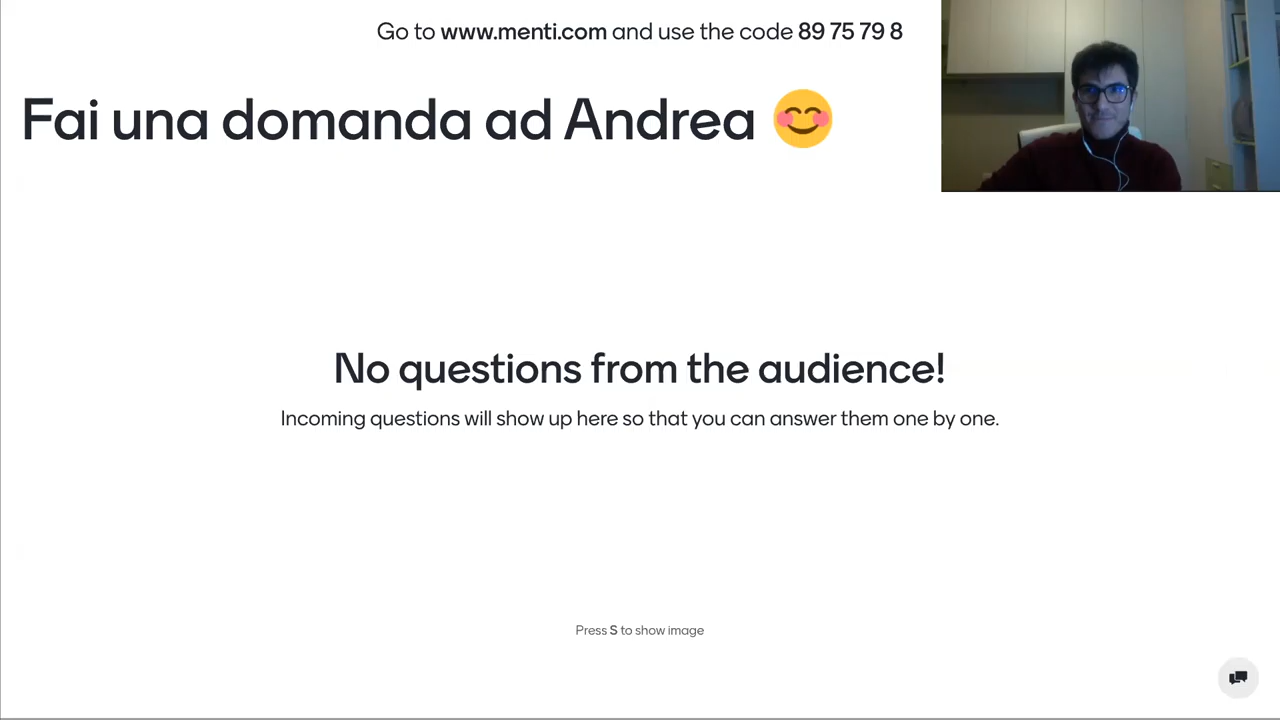 Go to www.menti.com and use the code 89 75 79 8
Fai una domanda ad Andrea 😊
No questions from the audience!
Incoming questions will show up here so that you can answer them one by one.
Press S to show image